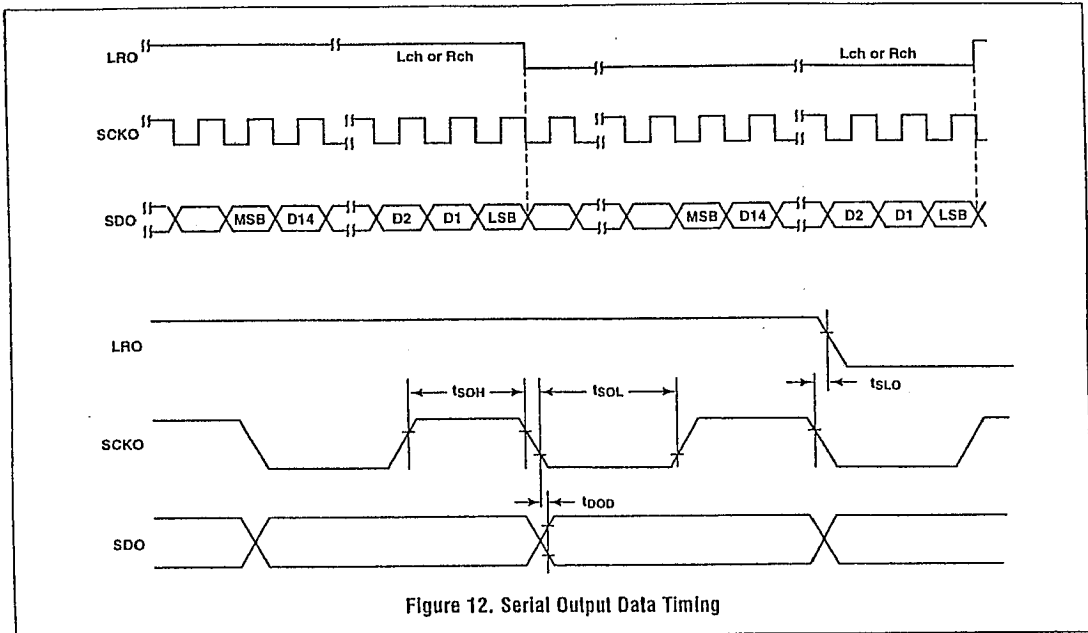 LRO Lch or Rch Lch or Rch
SCKO
SDO MSB D14 D2 D1 LSB MSB D14 D2 D1 LSB
LRO
tSLO
tSOH tSOL
SCKO
tDOD
SDO
Figure 12. Serial Output Data Timing